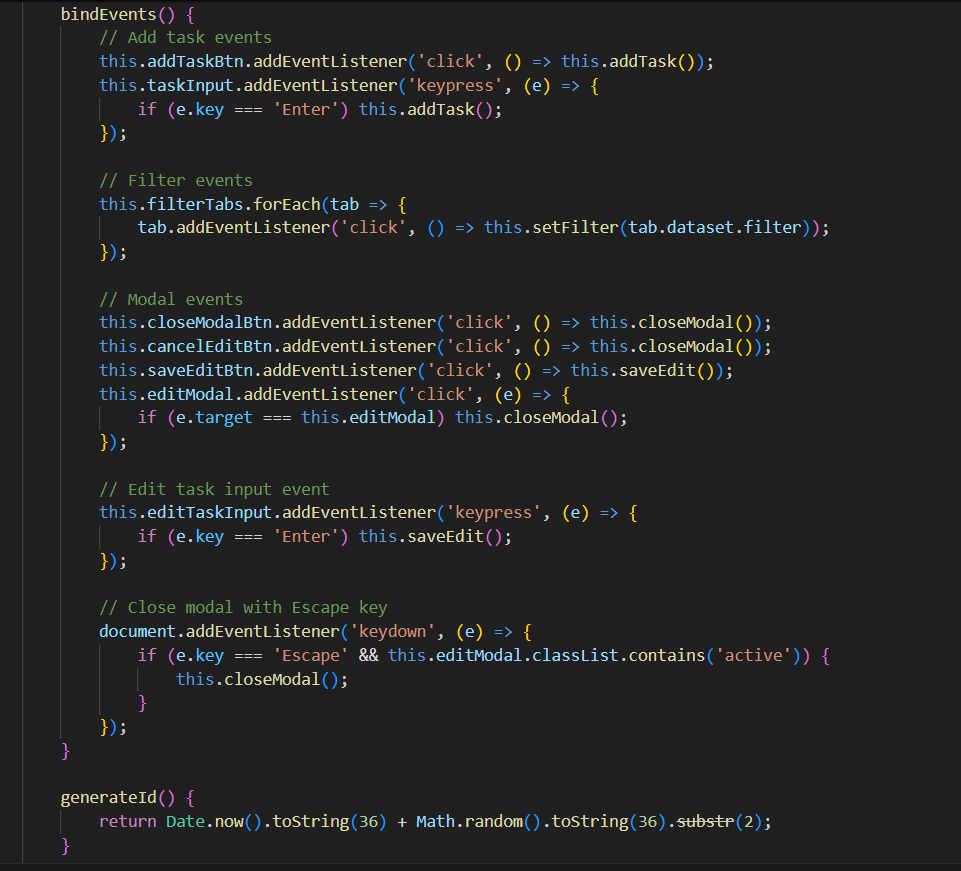 bindEvents() {
// Add task events
this.addTaskBtn.addEventListener('click', () => this.addTask());
this.taskInput.addEventListener('keypress', (e) => {
if (e.key === 'Enter') this.addTask();
});
// Filter events
this.filterTabs.forEach(tab => {
tab.addEventListener('click', () => this.setFilter(tab.dataset.filter));
});
// Modal events
this.closeModalBtn.addEventListener('click', () => this.closeModal());
this.cancelEditBtn.addEventListener('click', () => this.closeModal());
this.saveEditBtn.addEventListener('click', () => this.saveEdit());
this.editModal.addEventListener('click', (e) => {
if (e.target === this.editModal) this.closeModal();
});
// Edit task input event
this.editTaskInput.addEventListener('keypress', (e) => {
if (e.key === 'Enter') this.saveEdit();
});
// Close modal with Escape key
document.addEventListener('keydown', (e) => {
if (e.key === 'Escape' && this.editModal.classList.contains('active')) {
this.closeModal();
}
});
}
generateId() {
return Date.now().toString(36) + Math.random().toString(36).substr(2);
}